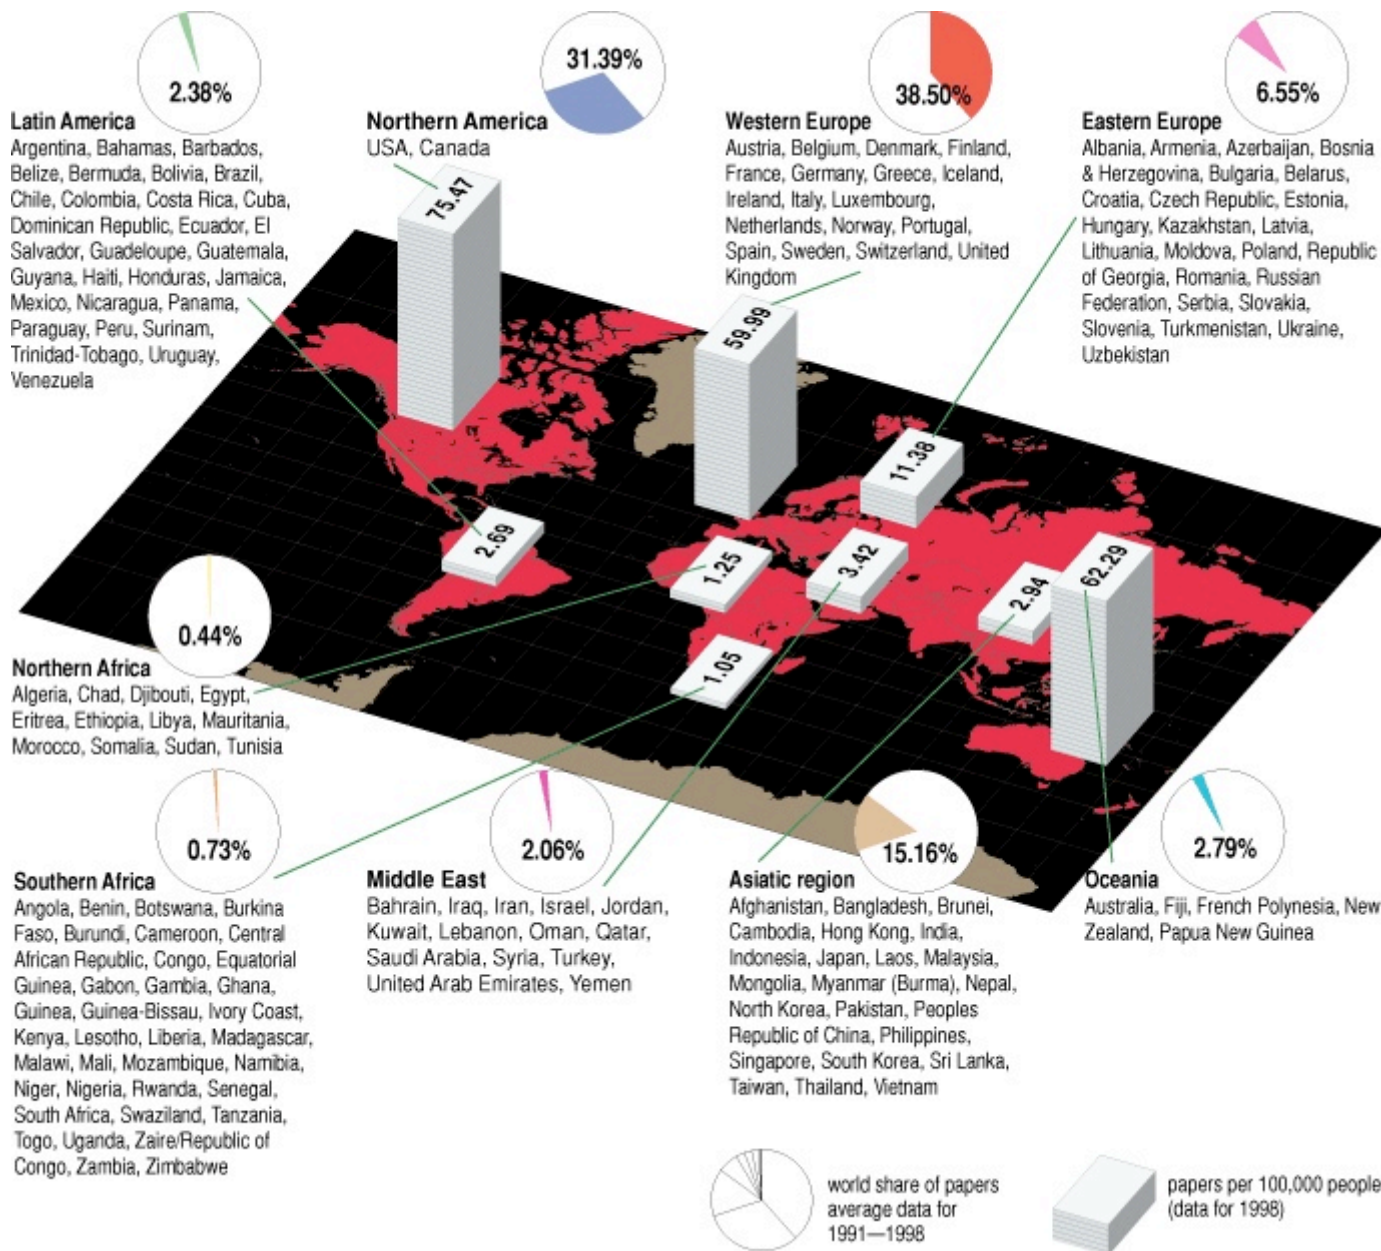 2.38%
Latin America
Argentina, Bahamas, Barbados,
Belize, Bermuda, Bolivia, Brazil,
Chile, Colombia, Costa Rica, Cuba,
Dominican Republic, Ecuador, El
Salvador, Guadeloupe, Guatemala,
Guyana, Haiti, Honduras, Jamaica,
Mexico, Nicaragua, Panama,
Paraguay, Peru, Surinam,
Trinidad-Tobago, Uruguay,
Venezuela
31.39%
Northern America
USA, Canada
38.50%
Western Europe
Austria, Belgium, Denmark, Finland,
France, Germany, Greece, Iceland,
Ireland, Italy, Luxembourg,
Netherlands, Norway, Portugal,
Spain, Sweden, Switzerland, United
Kingdom
6.55%
Eastern Europe
Albania, Armenia, Azerbaijan, Bosnia
& Herzegovina, Bulgaria, Belarus,
Croatia, Czech Republic, Estonia,
Hungary, Kazakhstan, Latvia,
Lithuania, Moldova, Poland, Republic
of Georgia, Romania, Russian
Federation, Serbia, Slovakia,
Slovenia, Turkmenistan, Ukraine,
Uzbekistan
75.47
59.99
11.38
2.69
1.25
3.42
2.94
62.29
1.05
0.44%
Northern Africa
Algeria, Chad, Djibouti, Egypt,
Eritrea, Ethiopia, Libya, Mauritania,
Morocco, Somalia, Sudan, Tunisia
0.73%
Southern Africa
Angola, Benin, Botswana, Burkina
Faso, Burundi, Cameroon, Central
African Republic, Congo, Equatorial
Guinea, Gabon, Gambia, Ghana,
Guinea, Guinea-Bissau, Ivory Coast,
Kenya, Lesotho, Liberia, Madagascar,
Malawi, Mali, Mozambique, Namibia,
Niger, Nigeria, Rwanda, Senegal,
South Africa, Swaziland, Tanzania,
Togo, Uganda, Zaire/Republic of
Congo, Zambia, Zimbabwe
2.06%
Middle East
Bahrain, Iraq, Iran, Israel, Jordan,
Kuwait, Lebanon, Oman, Qatar,
Saudi Arabia, Syria, Turkey,
United Arab Emirates, Yemen
15.16%
Asiatic region
Afghanistan, Bangladesh, Brunei,
Cambodia, Hong Kong, India,
Indonesia, Japan, Laos, Malaysia,
Mongolia, Myanmar (Burma), Nepal,
North Korea, Pakistan, Peoples
Republic of China, Philippines,
Singapore, South Korea, Sri Lanka,
Taiwan, Thailand, Vietnam
2.79%
Oceania
Australia, Fiji, French Polynesia, New
Zealand, Papua New Guinea
world share of papers
average data for
1991—1998
papers per 100,000 people
(data for 1998)